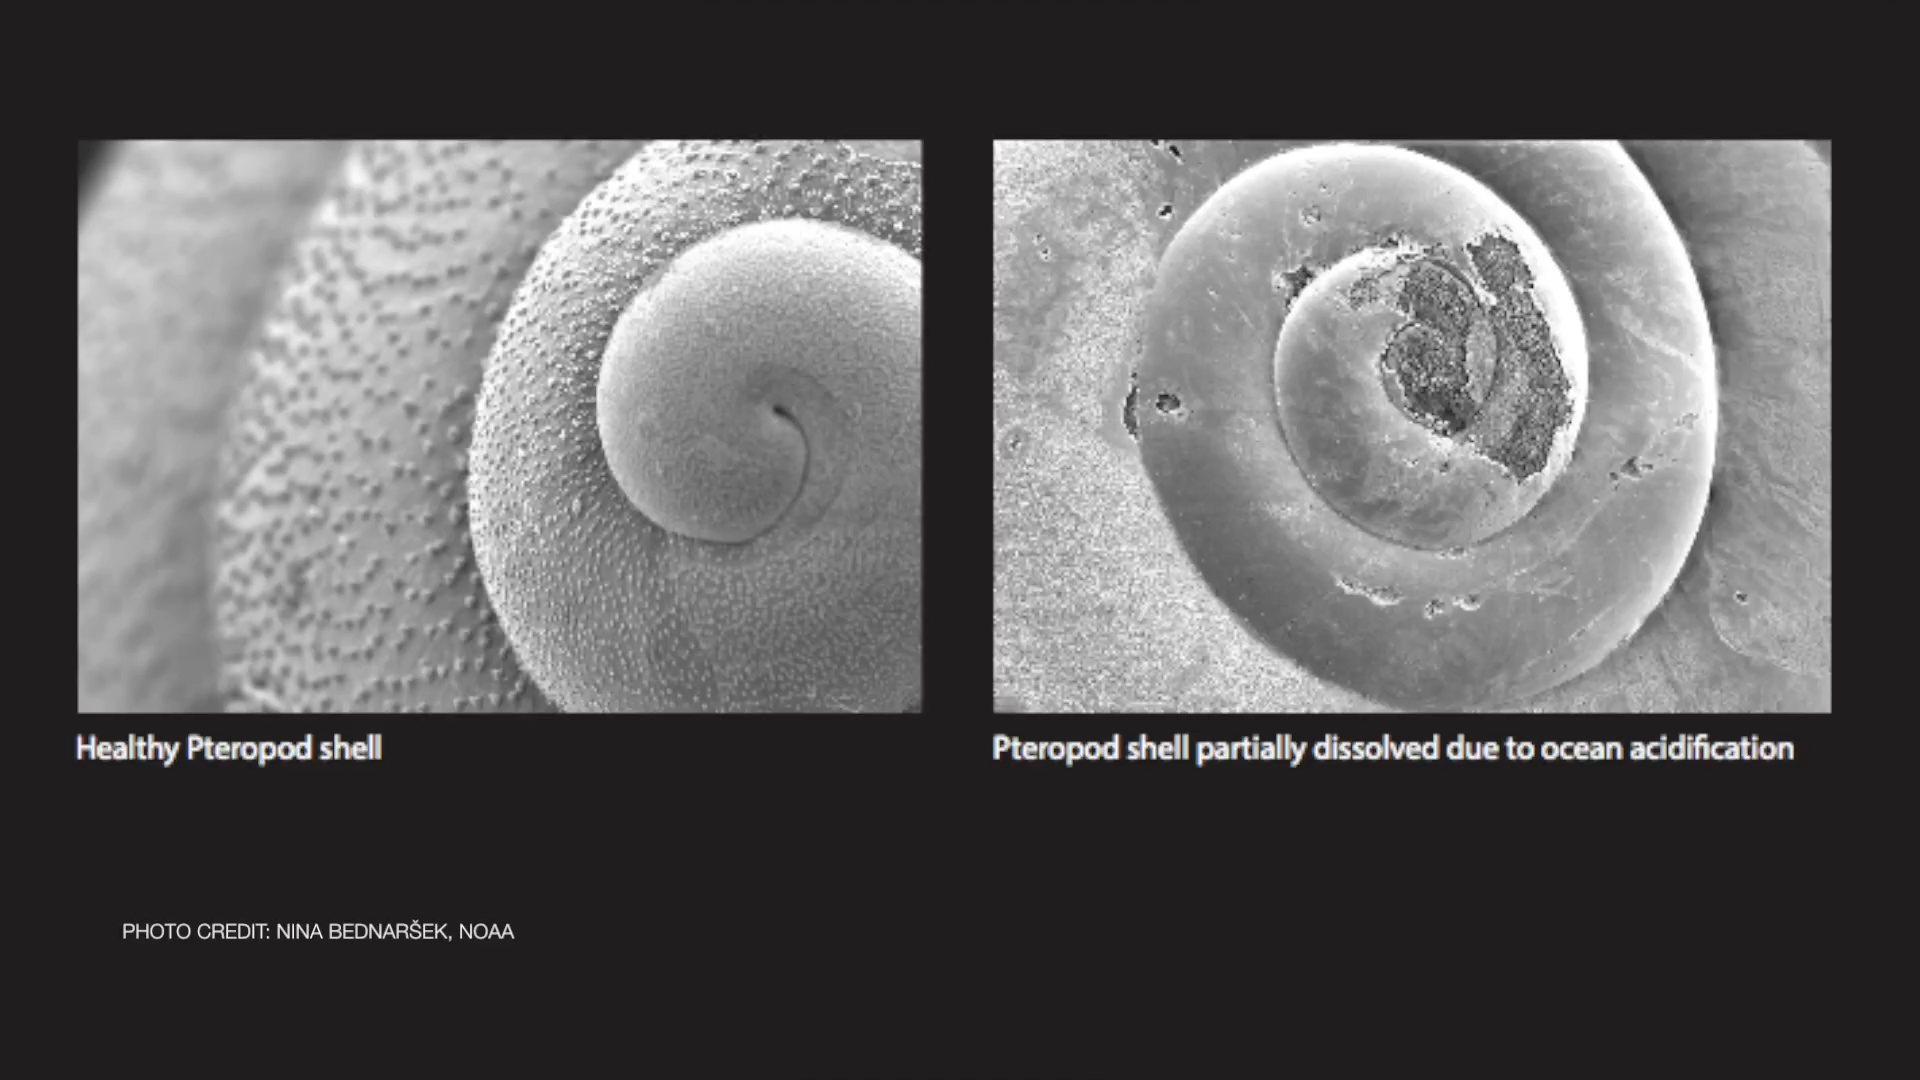 Healthy Pteropod shell
Pteropod shell partially dissolved due to ocean acidification
PHOTO CREDIT: NINA BEDNARŠEK, NOAA